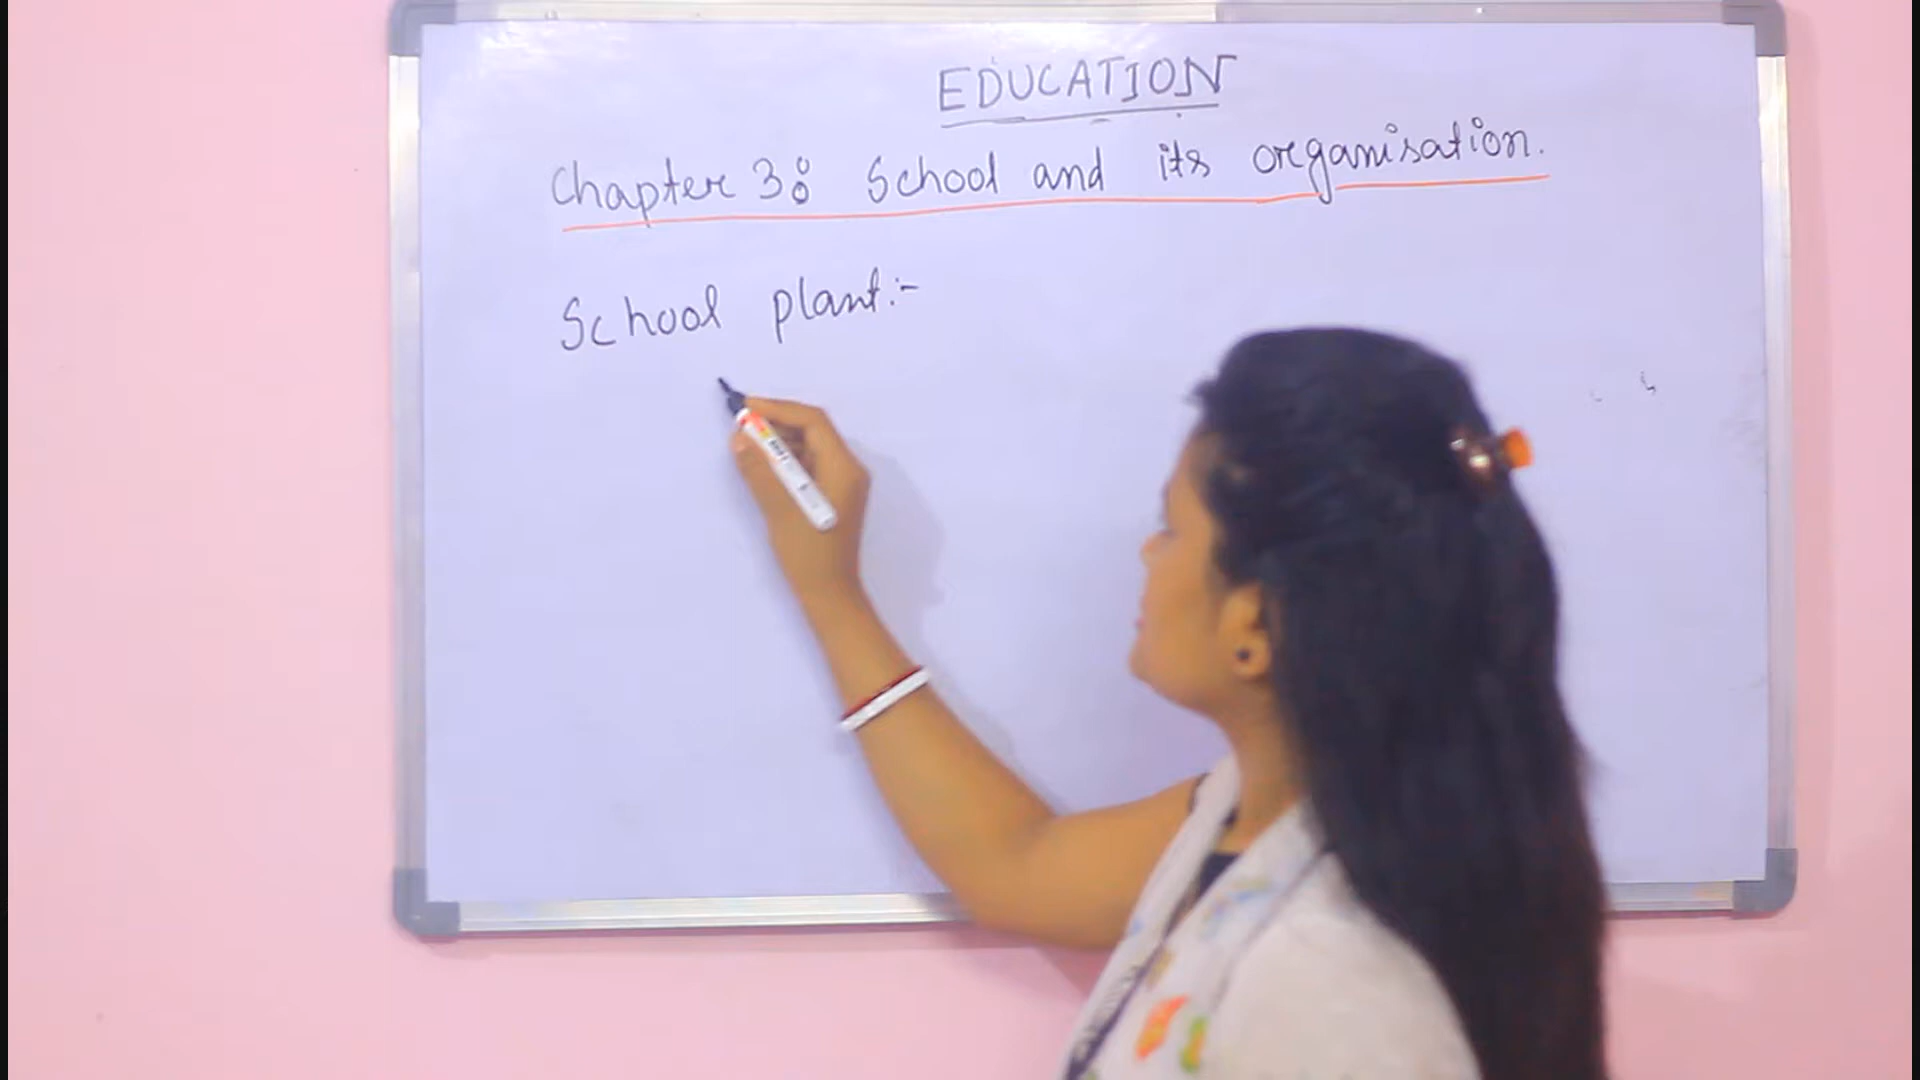 EDUCATION
Chapter 3: School and its organisation.
School plant:-